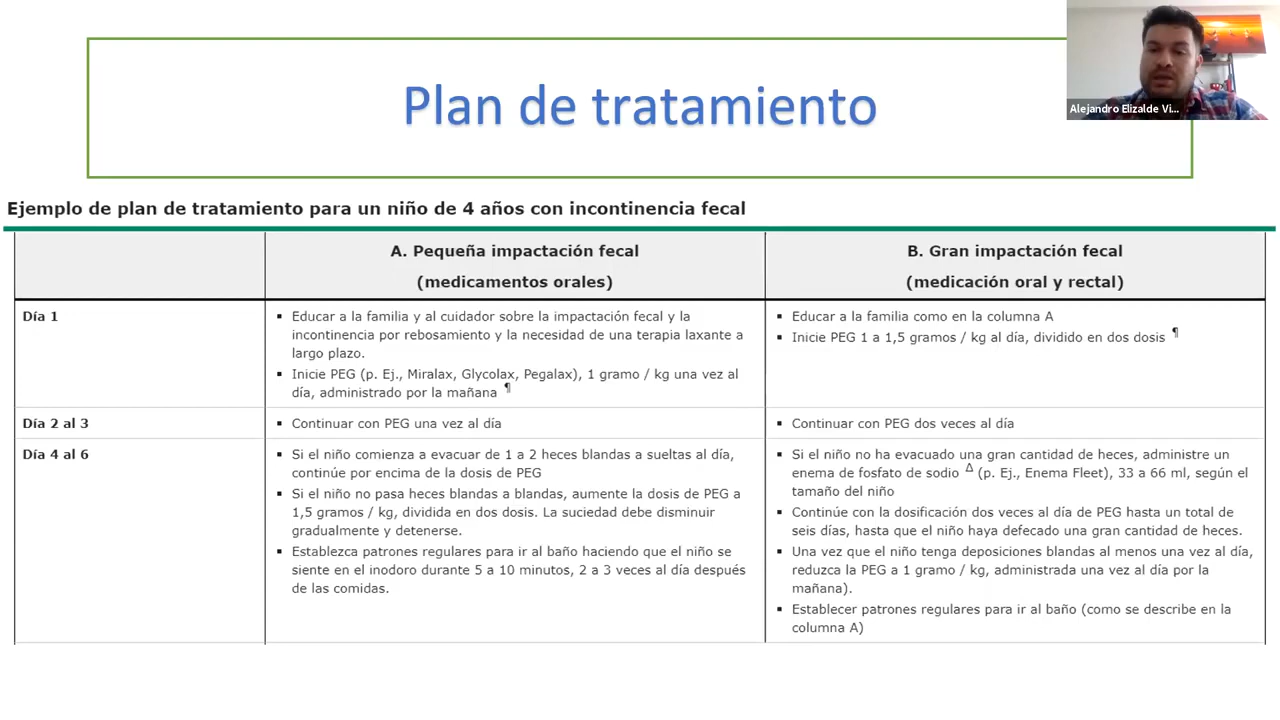 Plan de tratamiento
Alejandro Elizalde Vi...
Ejemplo de plan de tratamiento para un niño de 4 años con incontinencia fecal
A. Pequeña impactación fecal
(medicamentos orales)
B. Gran impactación fecal
(medicación oral y rectal)
Día 1
▪ Educar a la familia y al cuidador sobre la impactación fecal y la
incontinencia por rebosamiento y la necesidad de una terapia laxante a
largo plazo.
▪ Inicie PEG (p. Ej., Miralax, Glycolax, Pegalax), 1 gramo / kg una vez al
día, administrado por la mañana ¶
▪ Educar a la familia como en la columna A
▪ Inicie PEG 1 a 1,5 gramos / kg al día, dividido en dos dosis ¶
Día 2 al 3
▪ Continuar con PEG una vez al día
▪ Continuar con PEG dos veces al día
Día 4 al 6
▪ Si el niño comienza a evacuar de 1 a 2 heces blandas a sueltas al día,
continúe por encima de la dosis de PEG
▪ Si el niño no pasa heces blandas a blandas, aumente la dosis de PEG a
1,5 gramos / kg, dividida en dos dosis. La suciedad debe disminuir
gradualmente y detenerse.
▪ Establezca patrones regulares para ir al baño haciendo que el niño se
siente en el inodoro durante 5 a 10 minutos, 2 a 3 veces al día después
de las comidas.
▪ Si el niño no ha evacuado una gran cantidad de heces, administre un
enema de fosfato de sodio Δ (p. Ej., Enema Fleet), 33 a 66 ml, según el
tamaño del niño
▪ Continúe con la dosificación dos veces al día de PEG hasta un total de
seis días, hasta que el niño haya defecado una gran cantidad de heces.
▪ Una vez que el niño tenga deposiciones blandas al menos una vez al día,
reduzca la PEG a 1 gramo / kg, administrada una vez al día por la
mañana).
▪ Establecer patrones regulares para ir al baño (como se describe en la
columna A)